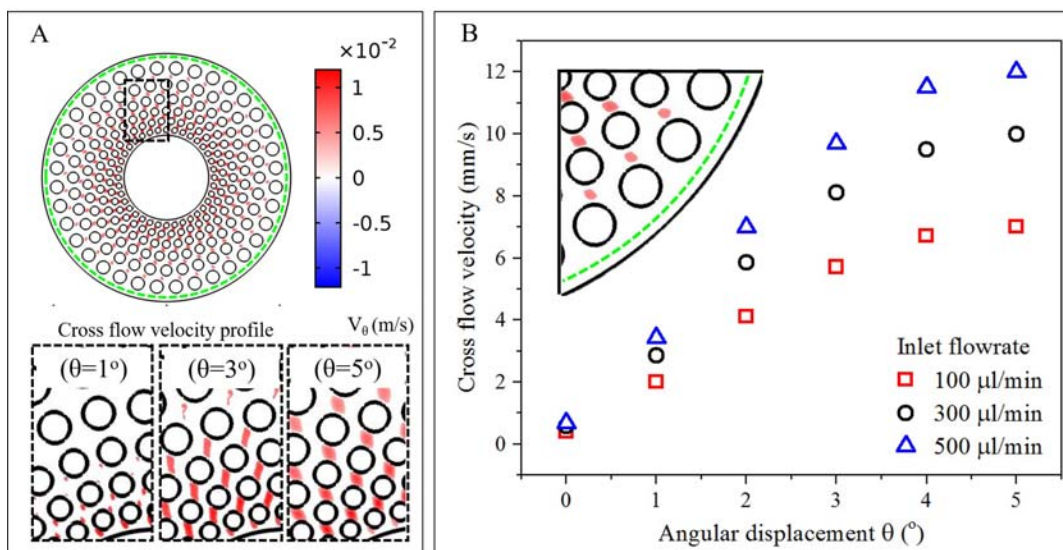 A
×10⁻²
1
0.5
0
-0.5
-1
Cross flow velocity profile
Vθ (m/s)
(θ=1°)
(θ=3°)
(θ=5°)
B
Cross flow velocity (mm/s)
12
10
8
6
4
2
0
Inlet flowrate
100 µl/min
300 µl/min
500 µl/min
0 1 2 3 4 5
Angular displacement θ (°)